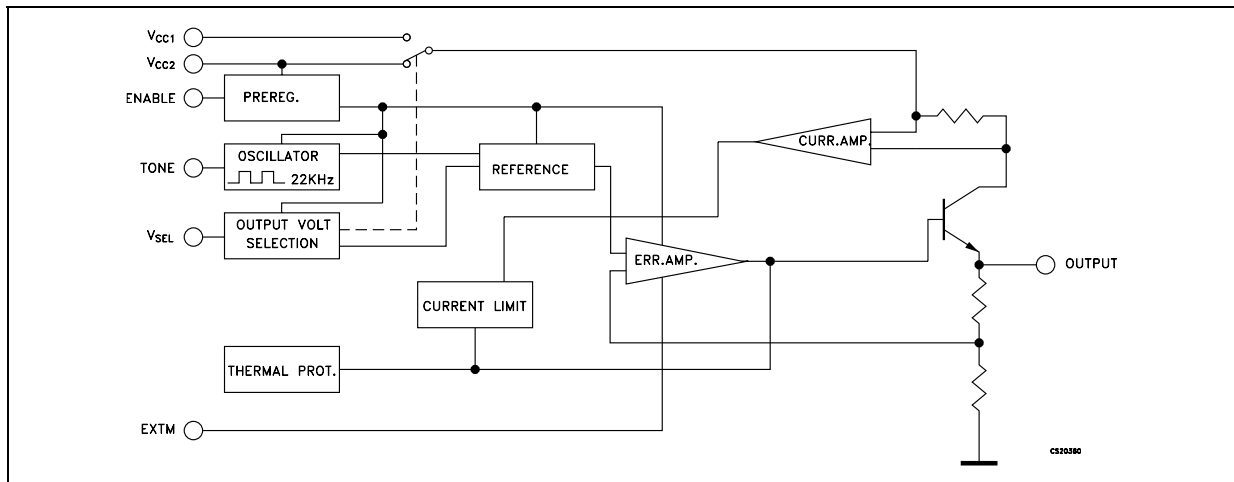 VCC1
VCC2
ENABLE
PREREG.
TONE
OSCILLATOR
22KHz
REFERENCE
CURR.AMP.
VSEL
OUTPUT VOLT
SELECTION
ERR.AMP.
OUTPUT
CURRENT LIMIT
THERMAL PROT.
EXTM
CS20380